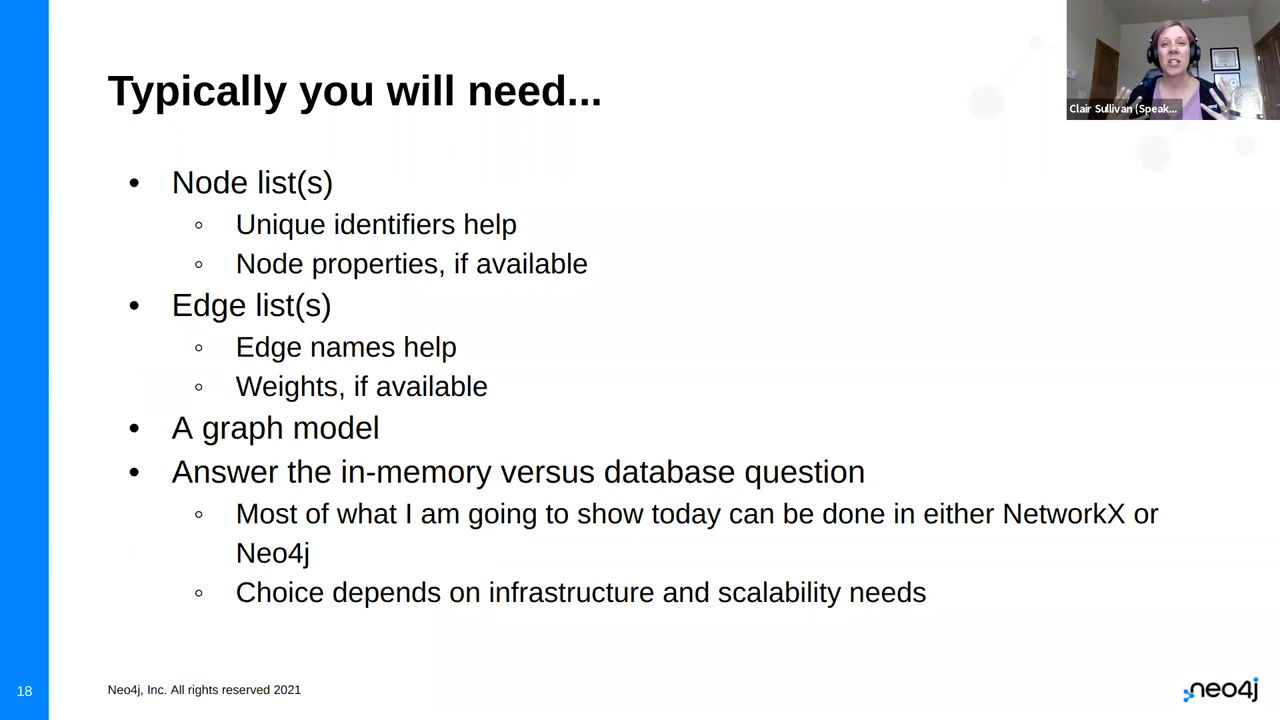 Typically you will need...
Clair Sullivan (Speak...
• Node list(s)
◦ Unique identifiers help
◦ Node properties, if available
• Edge list(s)
◦ Edge names help
◦ Weights, if available
• A graph model
• Answer the in-memory versus database question
◦ Most of what I am going to show today can be done in either NetworkX or
Neo4j
◦ Choice depends on infrastructure and scalability needs
18
Neo4j, Inc. All rights reserved 2021
neo4j